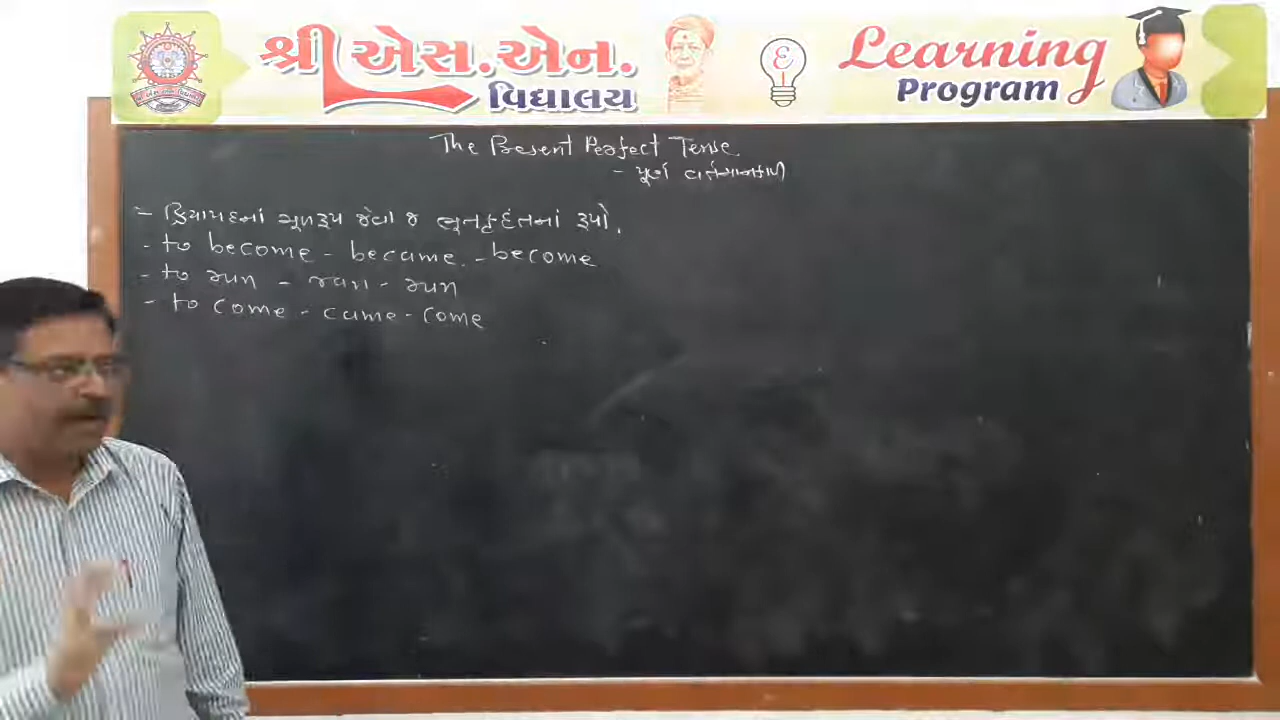 શ્રી એસ.એન.
વિદ્યાલય
Learning
Program
The Present Perfect Tense
- પૂર્ણ વર્તમાનકાળ
- ક્રિયાપદનાં મૂળરૂપ જેવા જ ભૂતકૃદંતનાં રૂપો.
- to become - became - become
- to run - ran - run
- to come - came - come